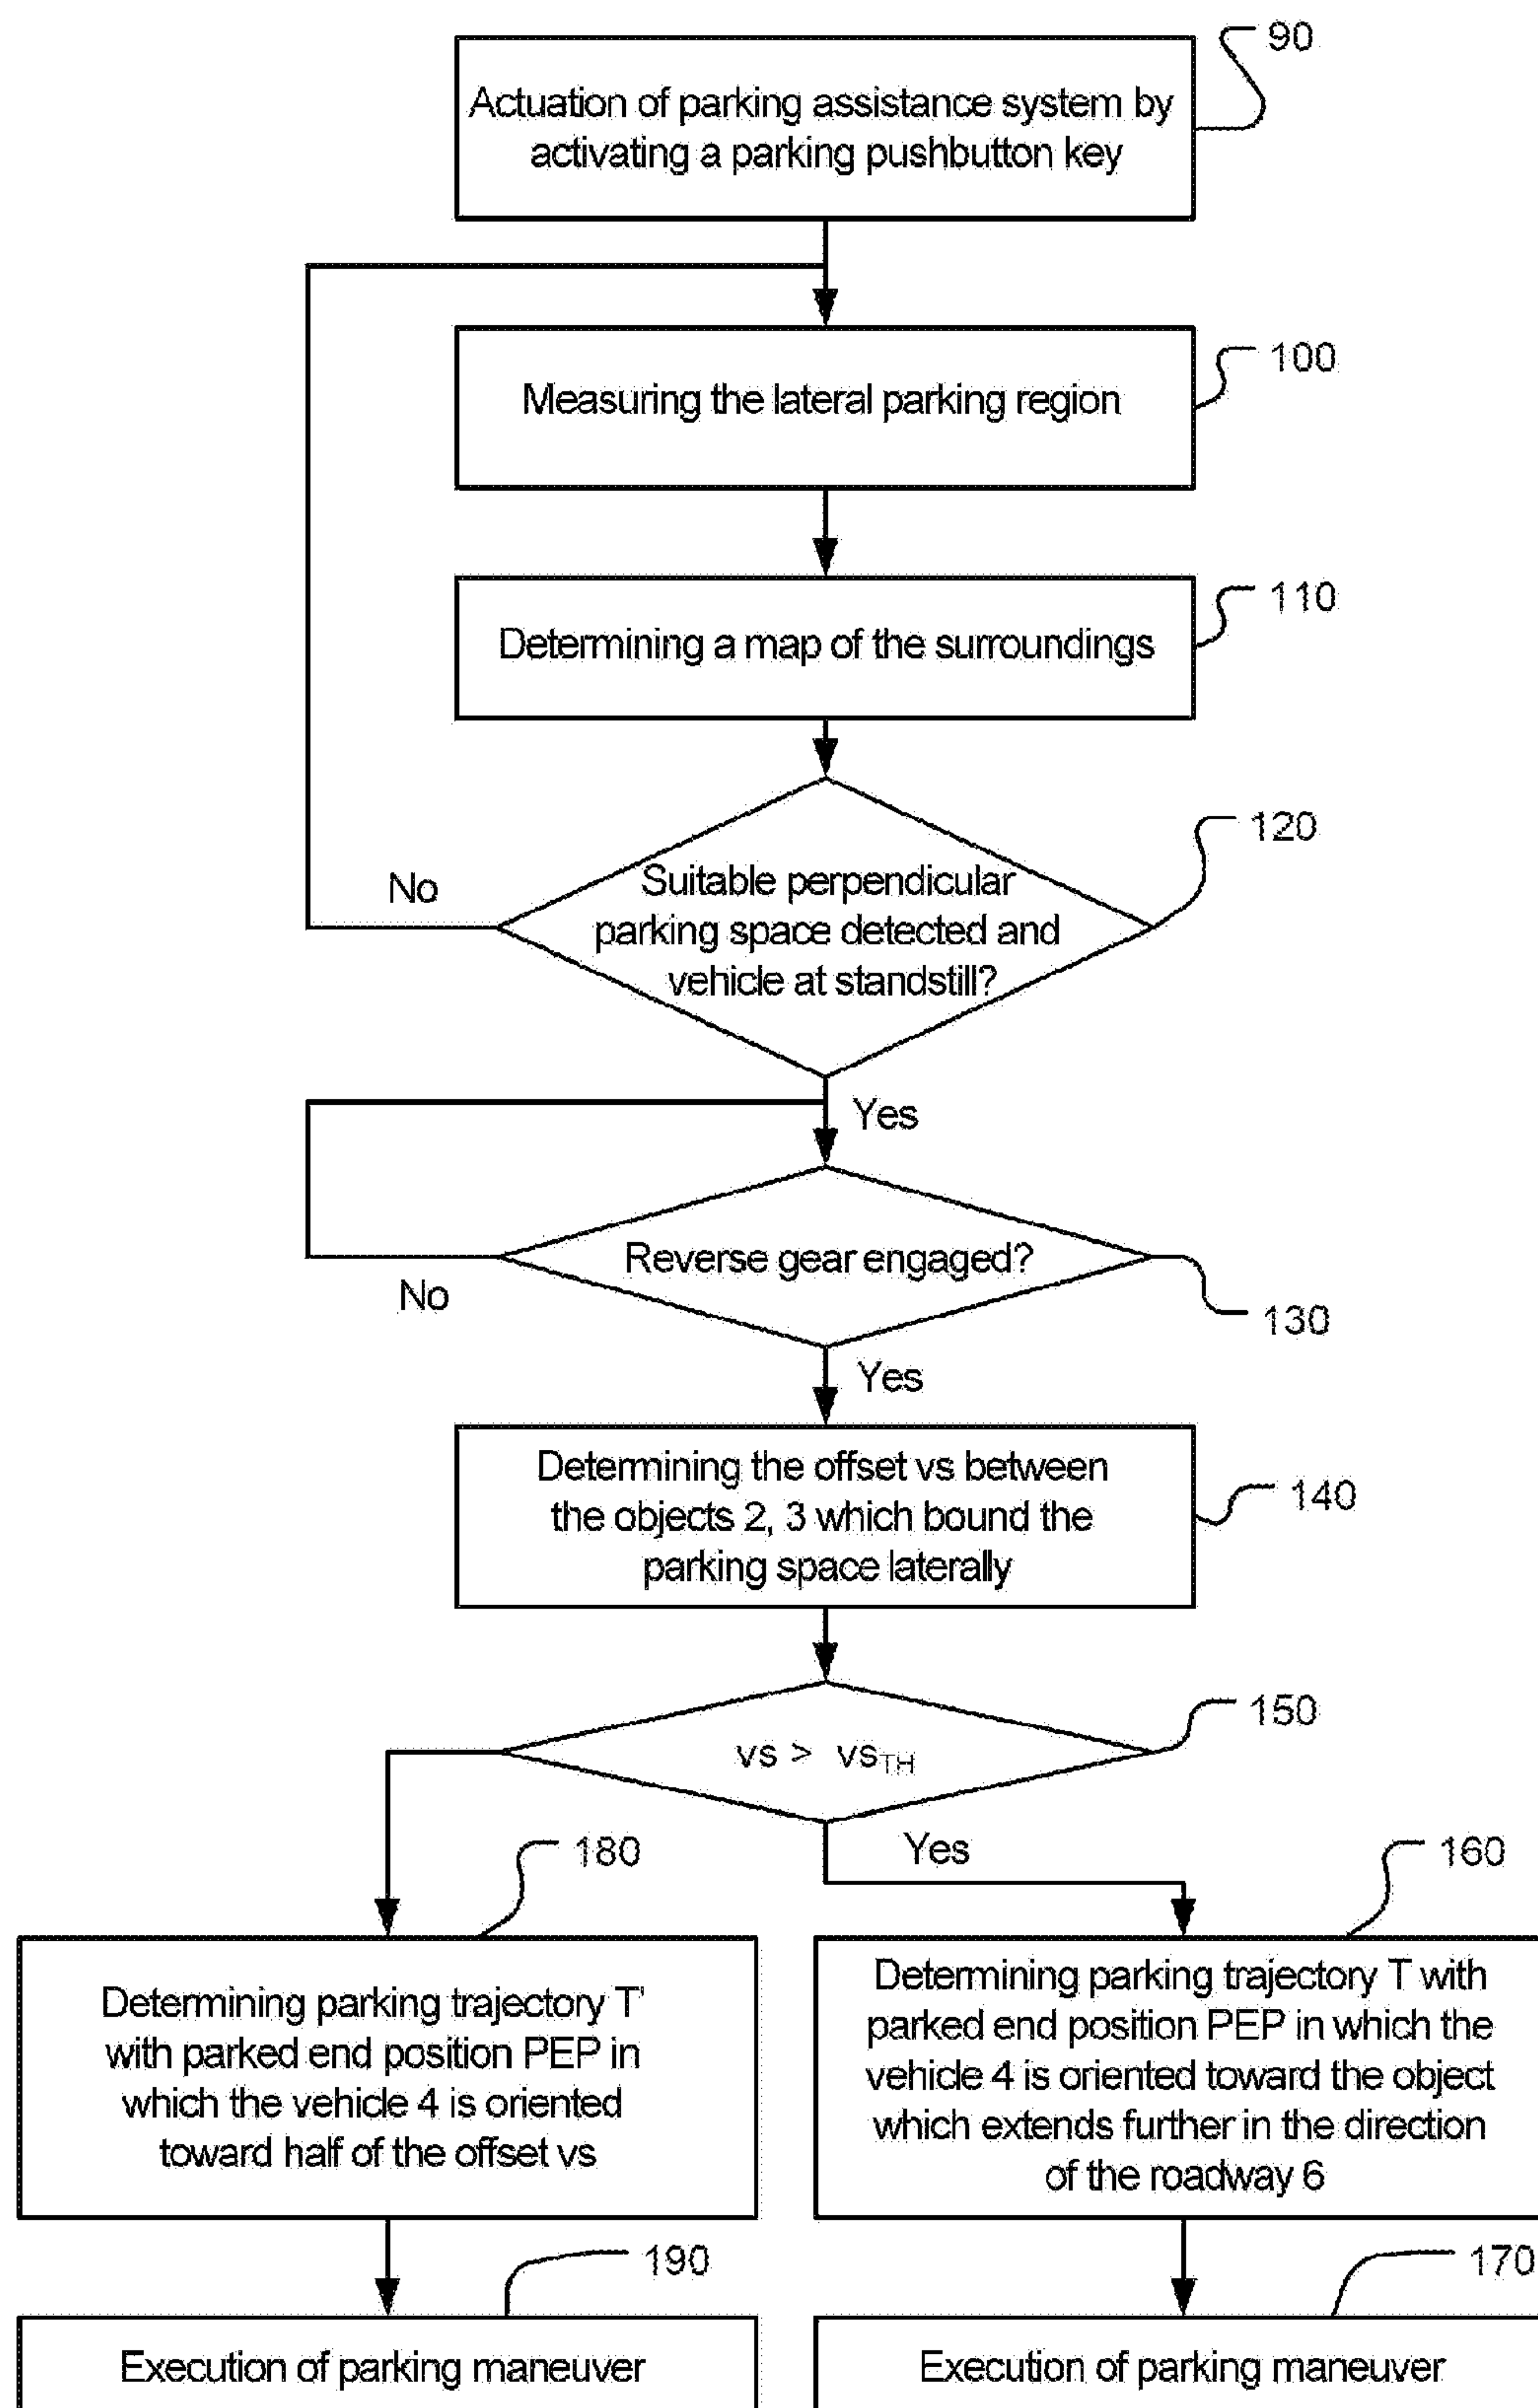 90
Actuation of parking assistance system by
activating a parking pushbutton key
100
Measuring the lateral parking region
110
Determining a map of the surroundings
120
No
Suitable perpendicular
parking space detected and
vehicle at standstill?
Yes
Reverse gear engaged?
No
130
Yes
Determining the offset vs between
the objects 2, 3 which bound the
parking space laterally
140
150
vs > vsTH
Yes
180
160
Determining parking trajectory T'
with parked end position PEP in
which the vehicle 4 is oriented
toward half of the offset vs
Determining parking trajectory T with
parked end position PEP in which the
vehicle 4 is oriented toward the object
which extends further in the direction
of the roadway 6
190
170
Execution of parking maneuver
Execution of parking maneuver